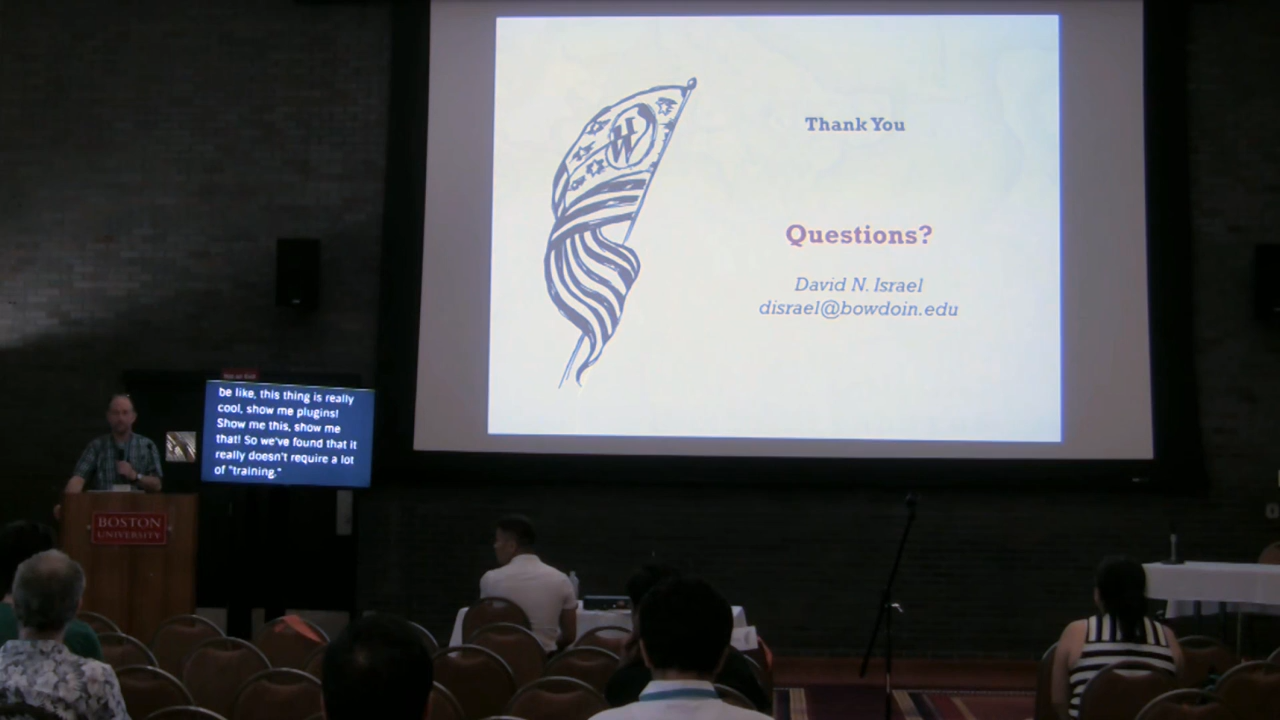 Thank You
Questions?
David N. Israel
disrael@bowdoin.edu
be like, this thing is really
cool, show me plugins!
Show me this, show me
that! So we've found that it
really doesn't require a lot
of "training."
BOSTON
UNIVERSITY
W